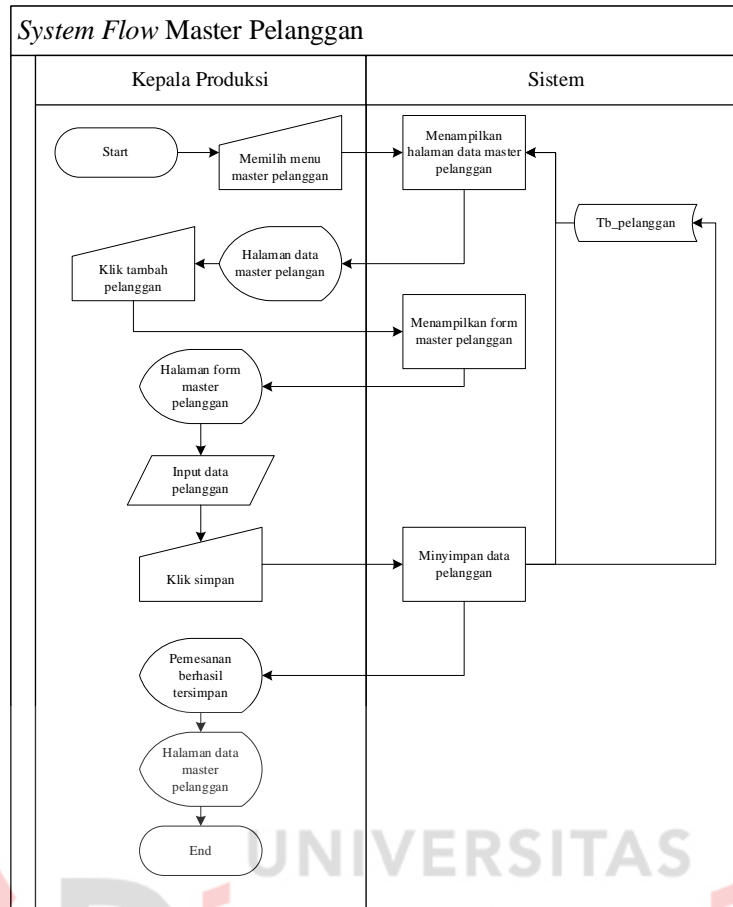 System Flow Master Pelanggan
Kepala Produksi
Sistem
Start
Memilih menu
master pelanggan
Menampilkan
halaman data master
pelanggan
Tb_pelanggan
Klik tambah
pelanggan
Halaman data
master pelangan
Menampilkan form
master pelanggan
Halaman form
master
pelanggan
Input data
pelanggan
Klik simpan
Minyimpan data
pelanggan
Pemesanan
berhasil
tersimpan
Halaman data
master
pelanggan
End
UNIVERSITAS